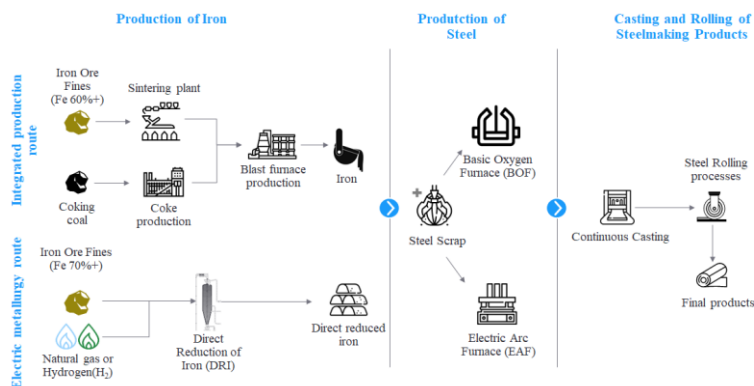 Production of Iron
Produtction of
Steel
Casting and Rolling of
Steelmaking Products
Integrated production
route
Iron Ore
Fines
(Fe 60%+)
Sintering plant
Coking
coal
Coke
production
Blast furnace
production
Iron
Electric metallurgy route
Iron Ore Fines
(Fe 70%+)
Natural gas or
Hydrogen(H₂)
Direct
Reduction of
Iron (DRI)
Direct reduced
iron
Basic Oxygen
Furnace (BOF)
Steel Scrap
Electric Arc
Furnace (EAF)
Steel Rolling
processes
Continuous Casting
Final products